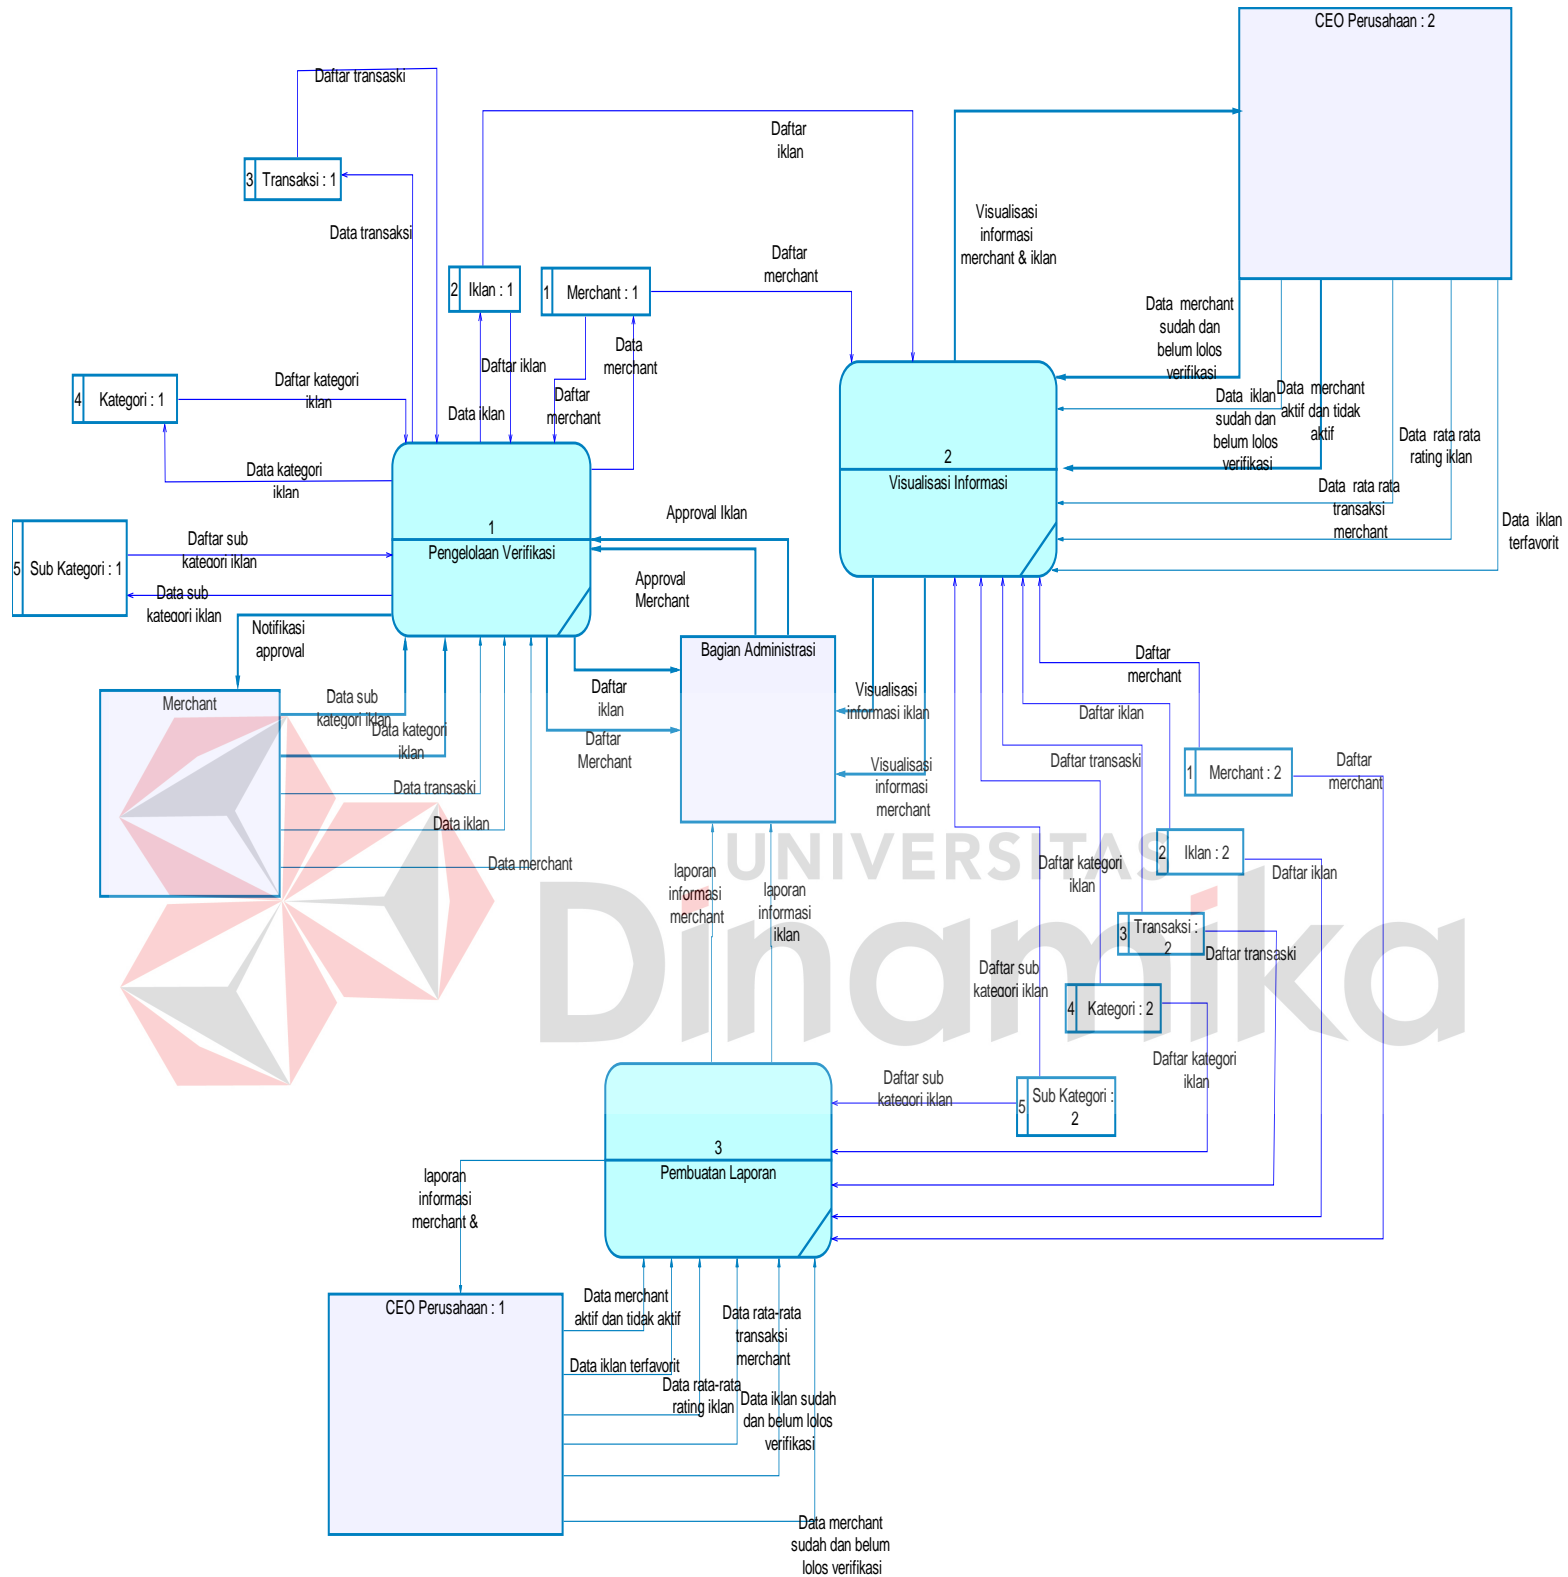 CEO Perusahaan : 2
Daftar transaski
Daftar
iklan
3
Transaksi : 1
Data transaksi
Visualisasi
informasi
merchant & iklan
Daftar
merchant
2
Iklan : 1
1
Merchant : 1
Data merchant
sudah dan
belum lolos
verifikasi
Data
merchant
Daftar iklan
Daftar kategori
iklan
4
Kategori : 1
Data iklan
Daftar
merchant
Data iklan
sudah dan
belum lolos
verifikasi
Data merchant
aktif dan tidak
aktif
Data rata rata
rating iklan
2
Visualisasi Informasi
Data kategori
iklan
Data rata rata
transaksi
merchant
Data iklan
terfavorit
Approval Iklan
1
Pengelolaan Verifikasi
Daftar sub
kategori iklan
5
Sub Kategori : 1
Data sub
kategori iklan
Approval
Merchant
Notifikasi
approval
Bagian Administrasi
Daftar
merchant
Merchant
Data sub
kategori iklan
Daftar
iklan
Visualisasi
informasi iklan
Daftar iklan
Data kategori
iklan
Daftar
Merchant
Daftar transaski
1
Merchant : 2
Daftar
merchant
Data transaski
Visualisasi
informasi
merchant
Data iklan
UNIVERSITAS
Dinamika
2
Iklan : 2
Daftar iklan
Data merchant
Daftar kategori
iklan
laporan
informasi
merchant
laporan
informasi
iklan
3
Transaksi :
2
Daftar transaski
Daftar sub
kategori iklan
4
Kategori : 2
Daftar kategori
iklan
Daftar sub
kategori iklan
5
Sub Kategori :
2
3
Pembuatan Laporan
laporan
informasi
merchant &
CEO Perusahaan : 1
Data merchant
aktif dan tidak aktif
Data rata-rata
transaksi
merchant
Data iklan terfavorit
Data rata-rata
rating iklan
Data iklan sudah
dan belum lolos
verifikasi
Data merchant
sudah dan belum
lolos verifikasi